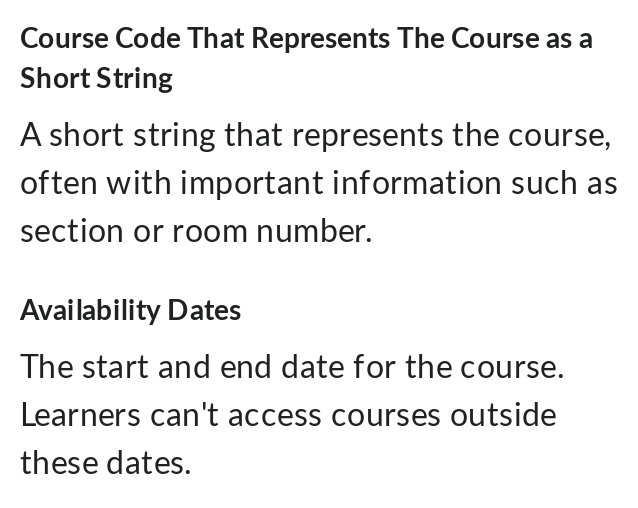 Course Code That Represents The Course as a
Short String
A short string that represents the course,
often with important information such as
section or room number.
Availability Dates
The start and end date for the course.
Learners can't access courses outside
these dates.